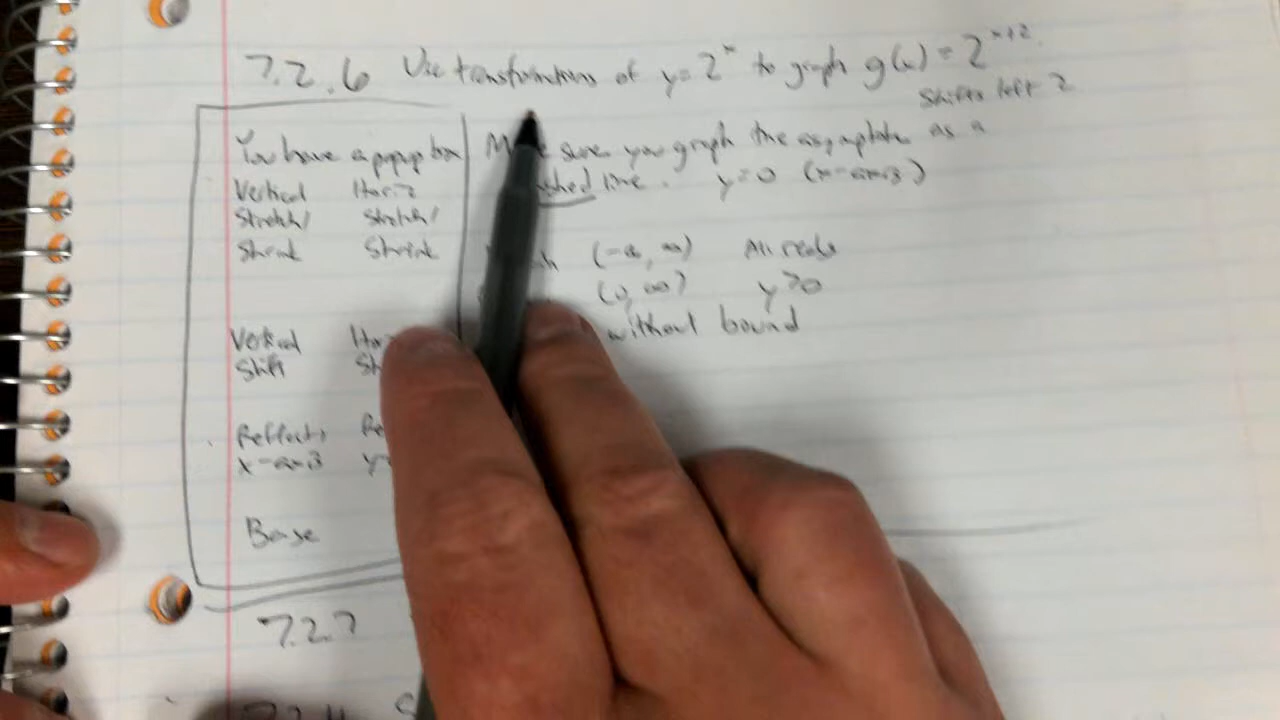 7.2.6 Use transformations of y = 2^x to graph g(x) = 2^x+2.
Shifts left 2
You have a popup box
Vertical Horiz
Stretch/ Stretch/
Shrink Shrink
Vertical
Shift
Reflects
x-axis
Base
sure you graph the asymptote as a
line. y=0 (x-axis)
(-∞, ∞) All reals
(0, ∞) y>0
without bound
7.2.7